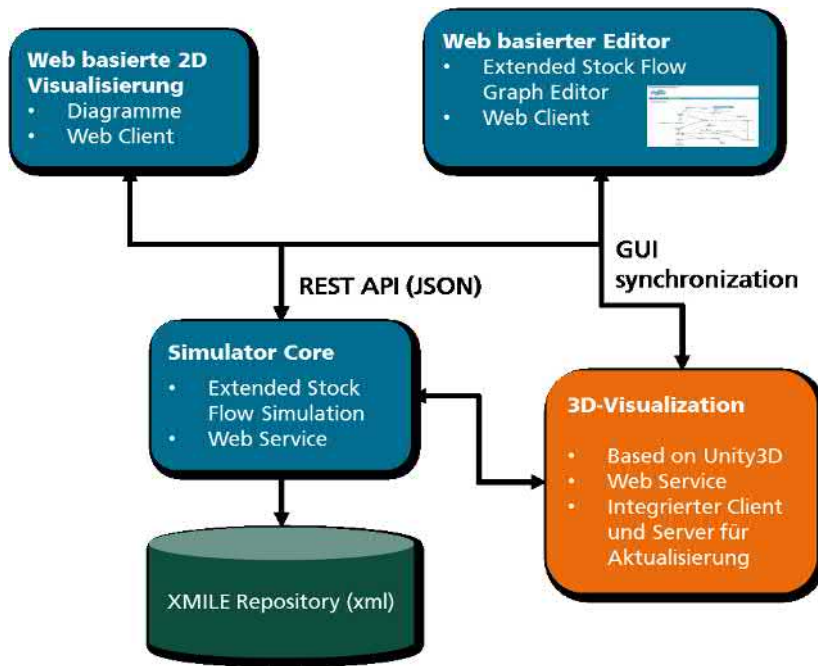 Web basierte 2D
Visualisierung
• Diagramme
• Web Client
Web basierter Editor
• Extended Stock Flow
Graph Editor
• Web Client
GUI
synchronization
REST API (JSON)
Simulator Core
• Extended Stock
Flow Simulation
• Web Service
3D-Visualization
• Based on Unity3D
• Web Service
• Integrierter Client
und Server für
Aktualisierung
XMILE Repository (xml)